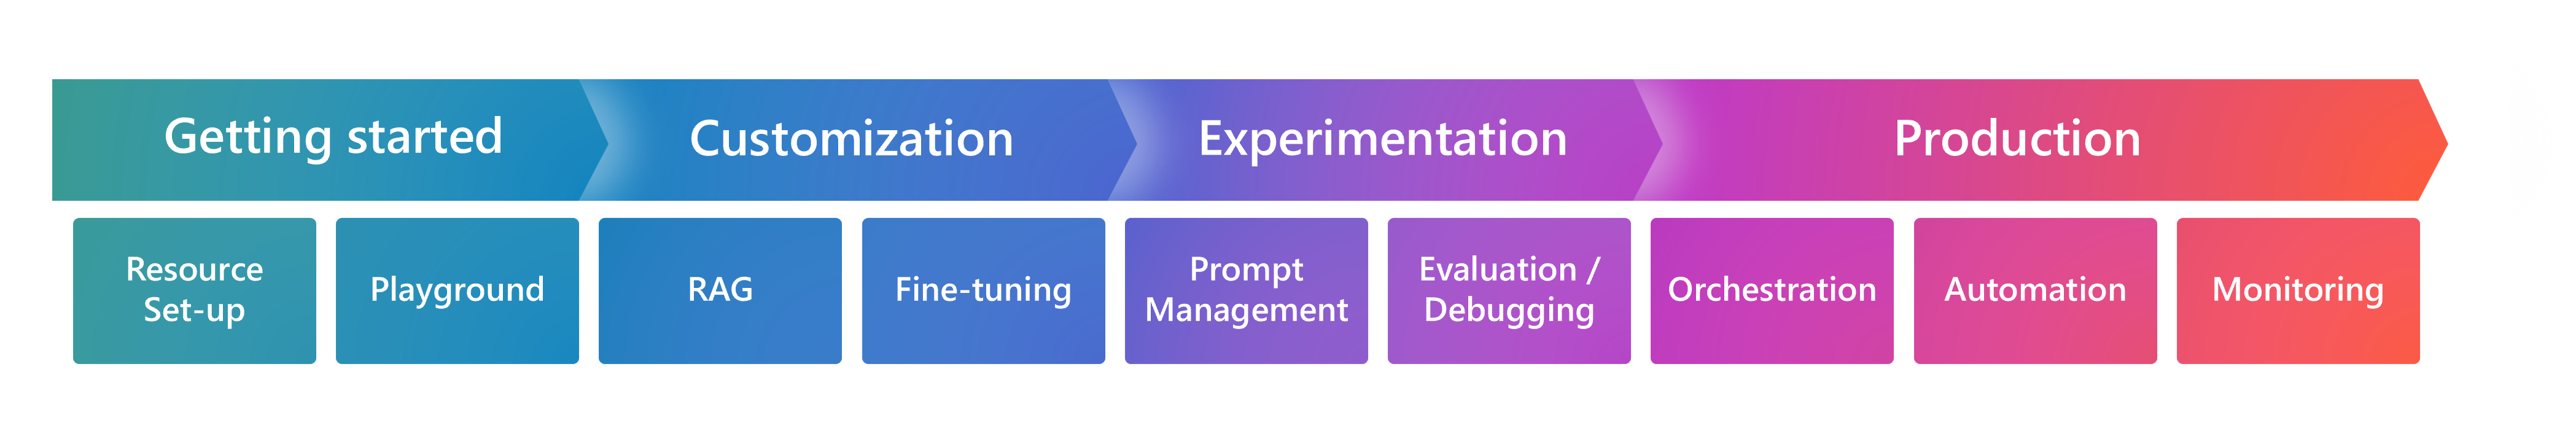 Getting started
Customization
Experimentation
Production
Resource
Set-up
Playground
RAG
Fine-tuning
Prompt
Management
Evaluation /
Debugging
Orchestration
Automation
Monitoring